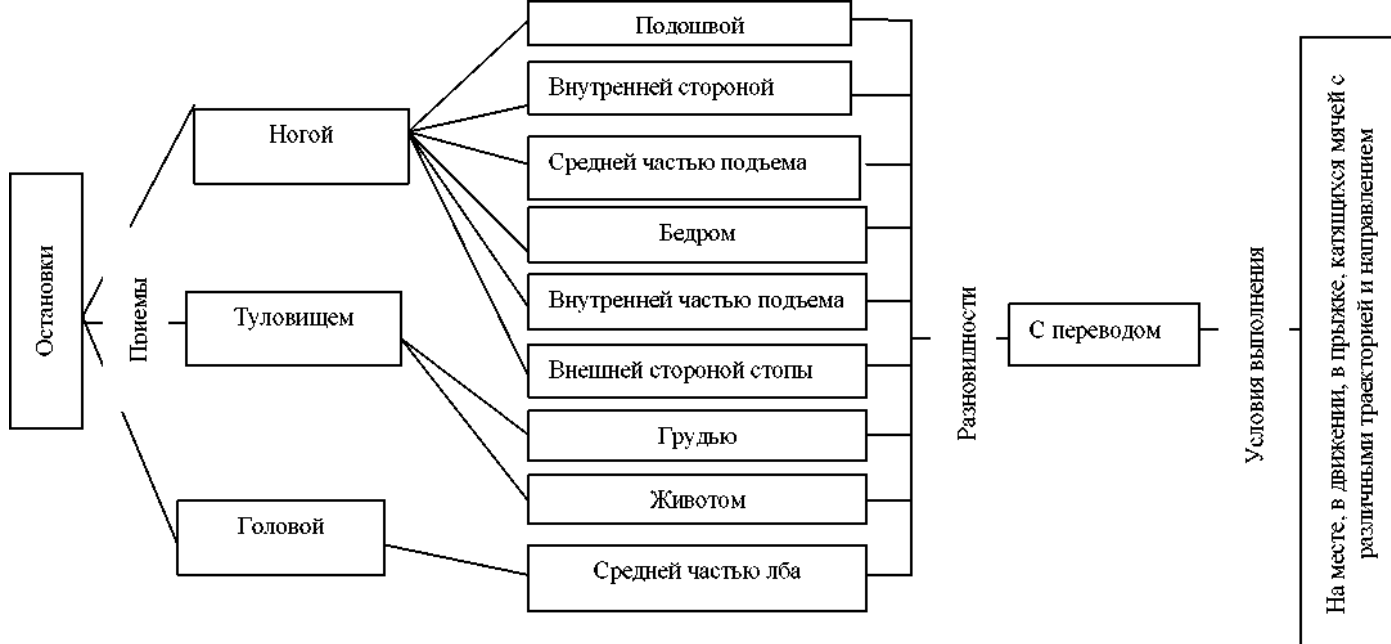 Остановки
Приемы
Ногой
Туловищем
Головой
Подошвой
Внутренней стороной
Средней частью подъема
Бедром
Внутренней частью подъема
Внешней стороной стопы
Грудью
Животом
Средней частью лба
Разновидности
С переводом
Условия выполнения
На месте, в движении, в прыжке, катящихся мячей с
различными траекторией и направлением